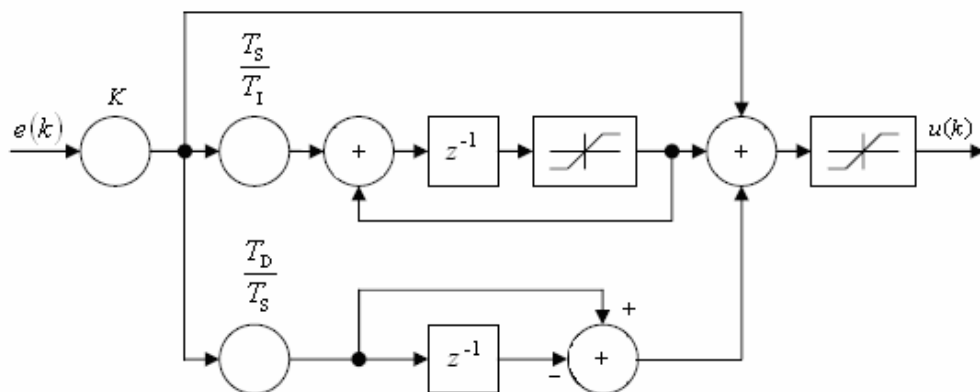 T_S
T_I
K
e(k)
+
z^-1
+
u(k)
T_D
T_S
+
z^-1
−
+